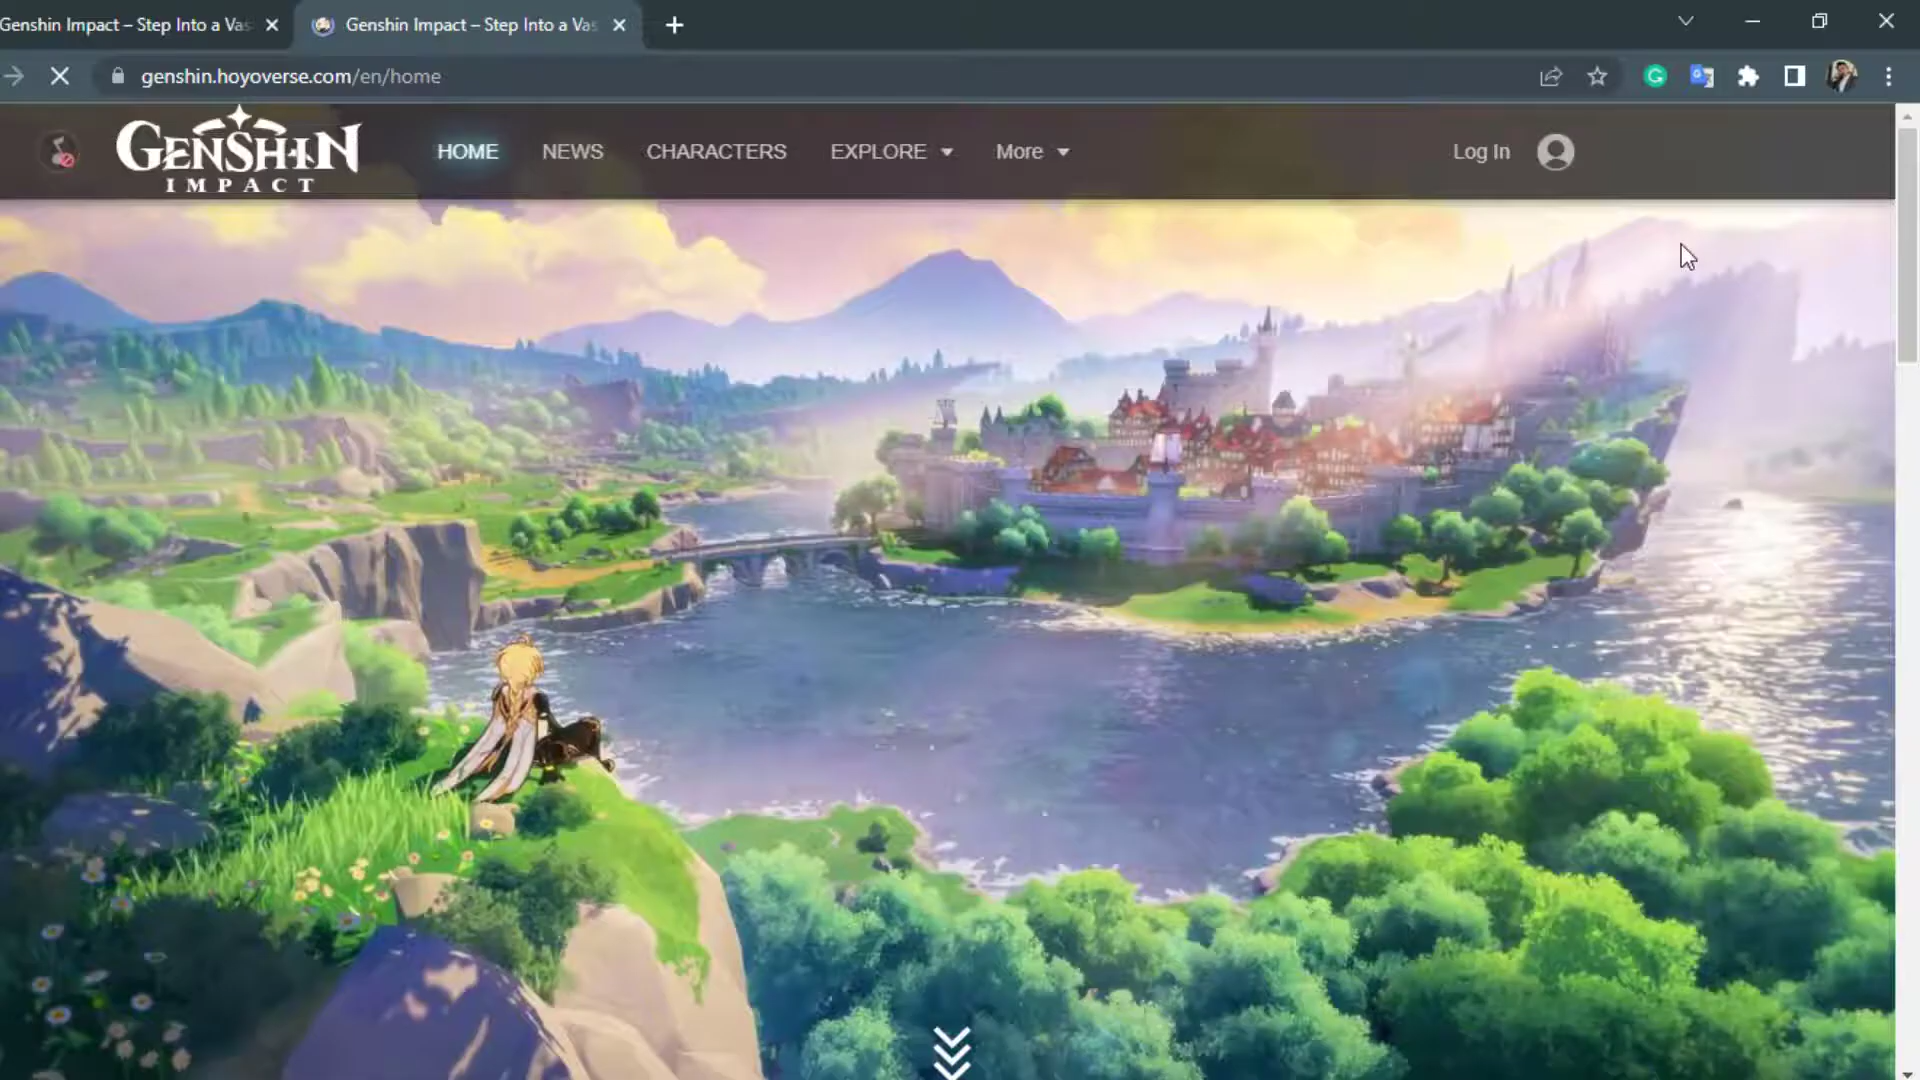 Genshin Impact – Step Into a Vas
Genshin Impact – Step Into a Vas
genshin.hoyoverse.com/en/home
GENSHIN
IMPACT
HOME
NEWS
CHARACTERS
EXPLORE
More
Log In